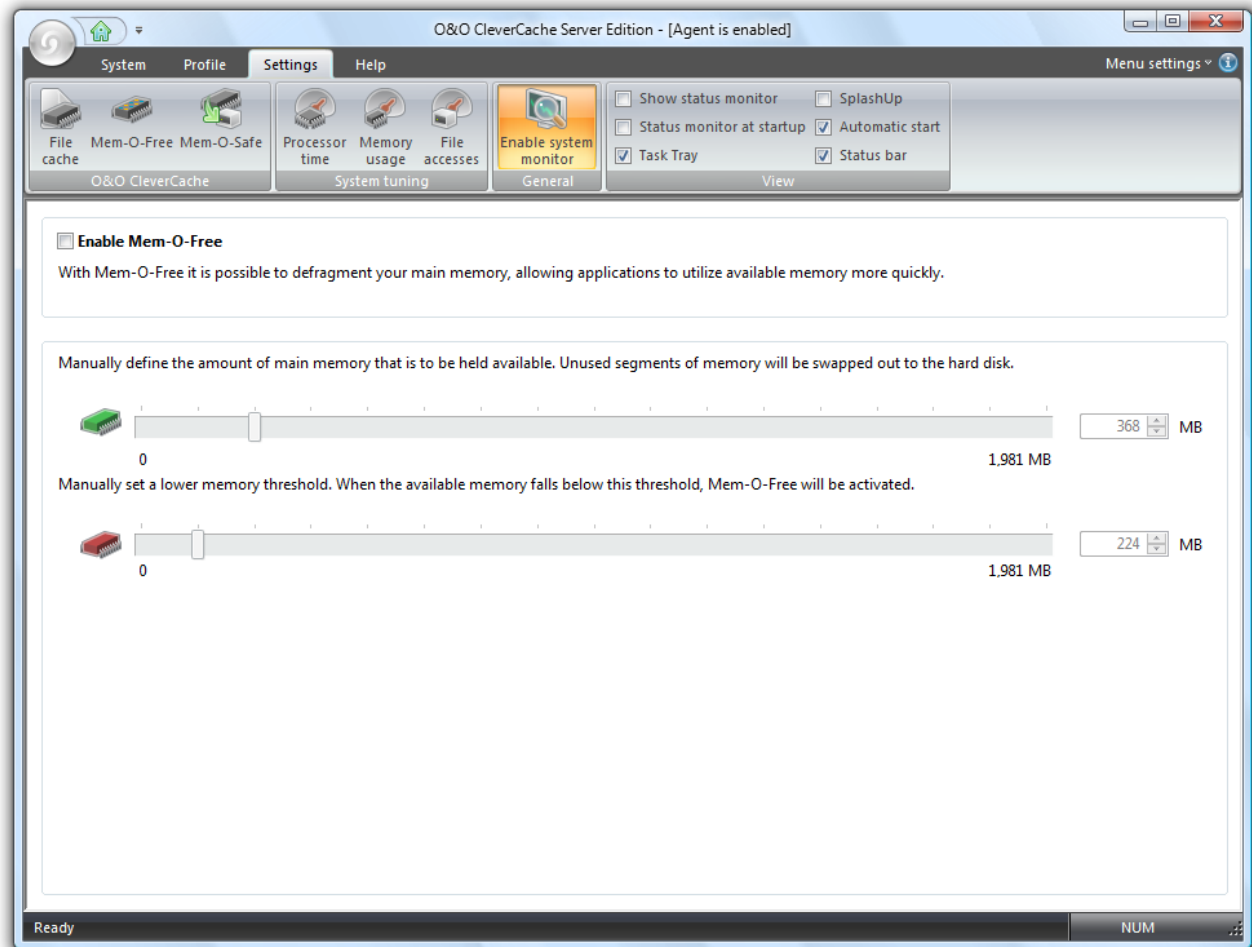 O&O CleverCache Server Edition - [Agent is enabled]
System Profile Settings Help Menu settings
File cache
Mem-O-Free
Mem-O-Safe
O&O CleverCache
Processor time
Memory usage
File accesses
System tuning
Enable system monitor
General
Show status monitor SplashUp
Status monitor at startup Automatic start
Task Tray Status bar
View
Enable Mem-O-Free
With Mem-O-Free it is possible to defragment your main memory, allowing applications to utilize available memory more quickly.
Manually define the amount of main memory that is to be held available. Unused segments of memory will be swapped out to the hard disk.
368 MB
0 1,981 MB
Manually set a lower memory threshold. When the available memory falls below this threshold, Mem-O-Free will be activated.
224 MB
0 1,981 MB
Ready NUM